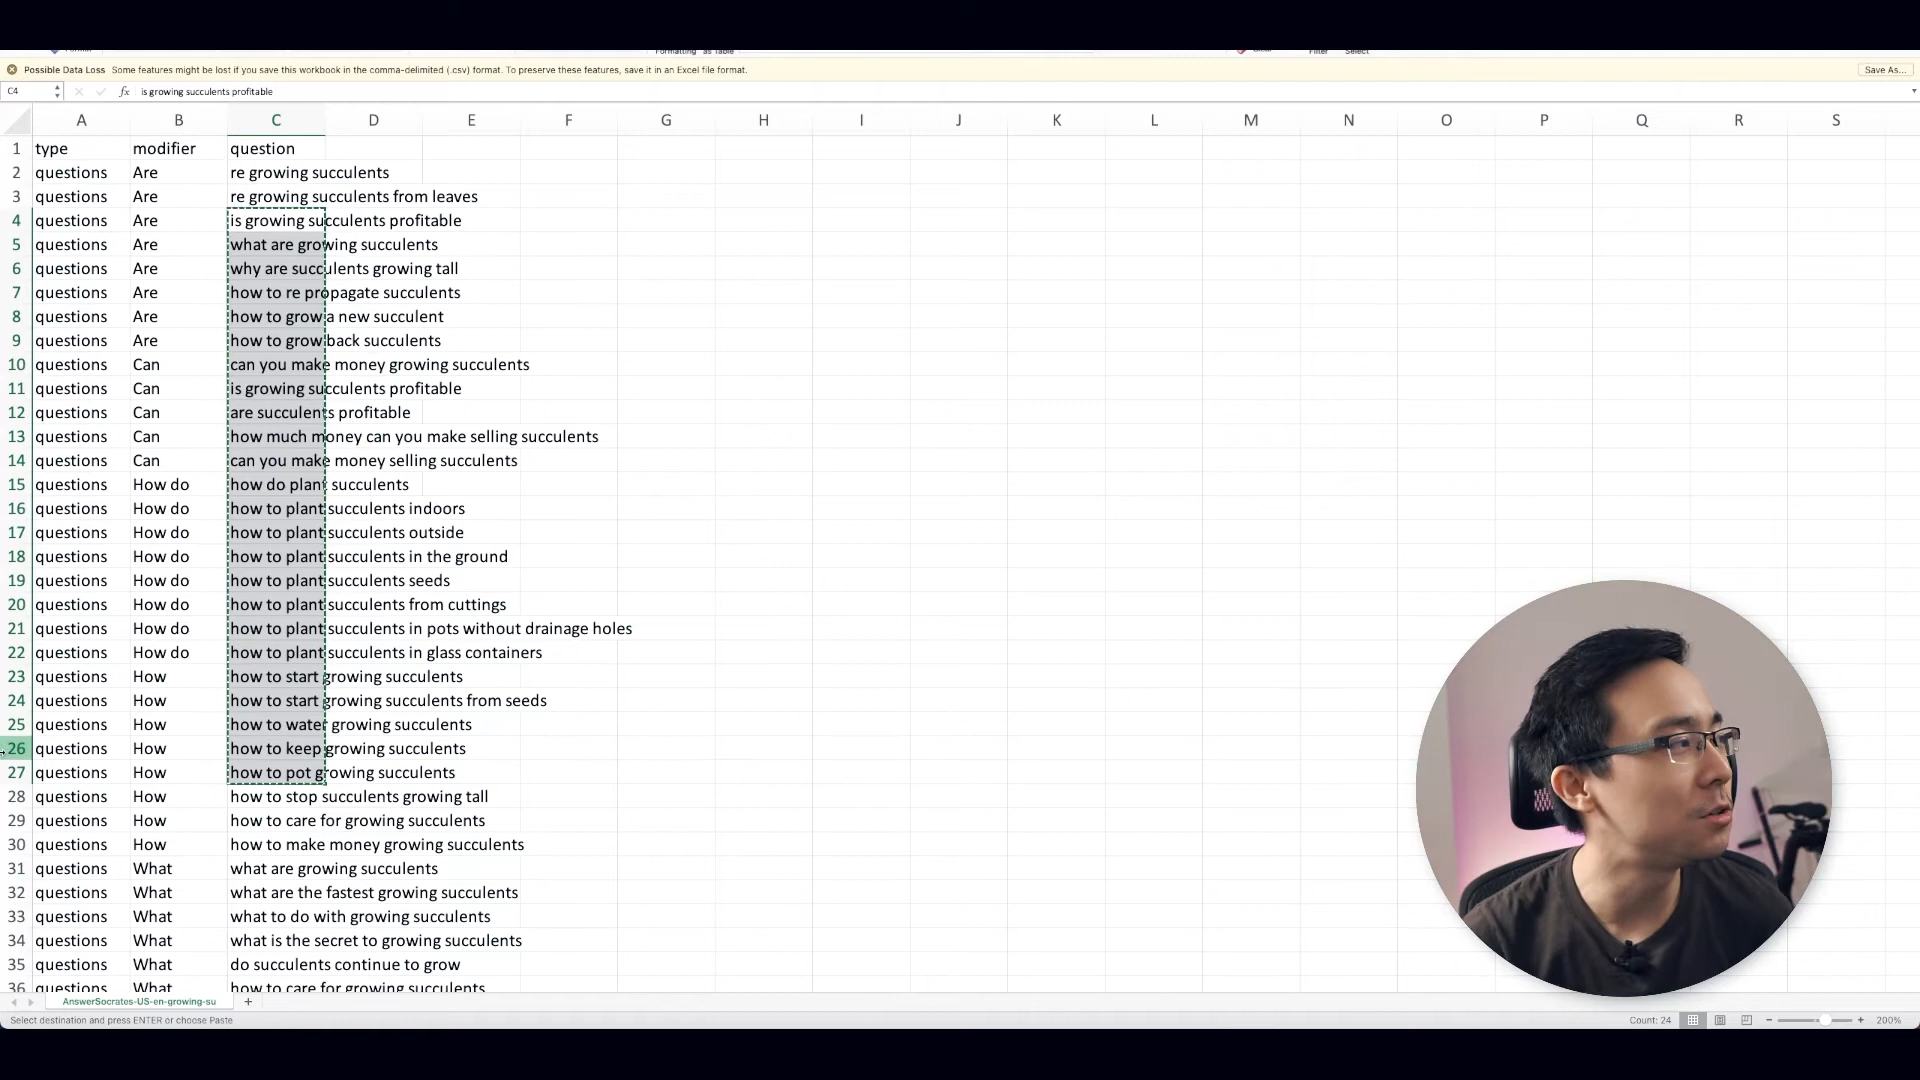 Formatting as Table
Filter Select
Possible Data Loss Some features might be lost if you save this workbook in the comma-delimited (.csv) format. To preserve these features, save it in an Excel file format. Save As...
C4 fx is growing succulents profitable
A B C D E F G H I J K L M N O P Q R S
1 type modifier question
2 questions Are re growing succulents
3 questions Are re growing succulents from leaves
4 questions Are is growing succulents profitable
5 questions Are what are growing succulents
6 questions Are why are succulents growing tall
7 questions Are how to re propagate succulents
8 questions Are how to grow a new succulent
9 questions Are how to grow back succulents
10 questions Can can you make money growing succulents
11 questions Can is growing succulents profitable
12 questions Can are succulents profitable
13 questions Can how much money can you make selling succulents
14 questions Can can you make money selling succulents
15 questions How do how do plant succulents
16 questions How do how to plant succulents indoors
17 questions How do how to plant succulents outside
18 questions How do how to plant succulents in the ground
19 questions How do how to plant succulents seeds
20 questions How do how to plant succulents from cuttings
21 questions How do how to plant succulents in pots without drainage holes
22 questions How do how to plant succulents in glass containers
23 questions How how to start growing succulents
24 questions How how to start growing succulents from seeds
25 questions How how to water growing succulents
26 questions How how to keep growing succulents
27 questions How how to pot growing succulents
28 questions How how to stop succulents growing tall
29 questions How how to care for growing succulents
30 questions How how to make money growing succulents
31 questions What what are growing succulents
32 questions What what are the fastest growing succulents
33 questions What what to do with growing succulents
34 questions What what is the secret to growing succulents
35 questions What do succulents continue to grow
36 questions What how to care for growing succulents
AnswerSocrates-US-en-growing-su +
Select destination and press ENTER or choose Paste Count: 24 − + 200%